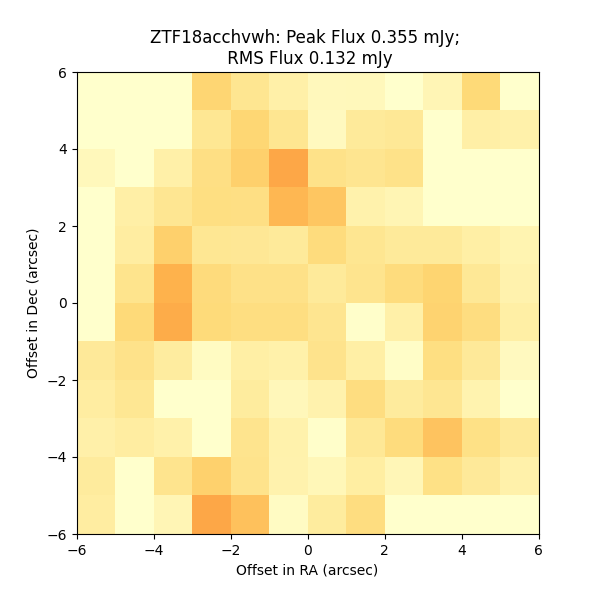 ZTF18acchvwh: Peak Flux 0.355 mJy;
RMS Flux 0.132 mJy
6
4
2
0
−2
−4
−6
Offset in Dec (arcsec)
−6 −4 −2 0 2 4 6
Offset in RA (arcsec)